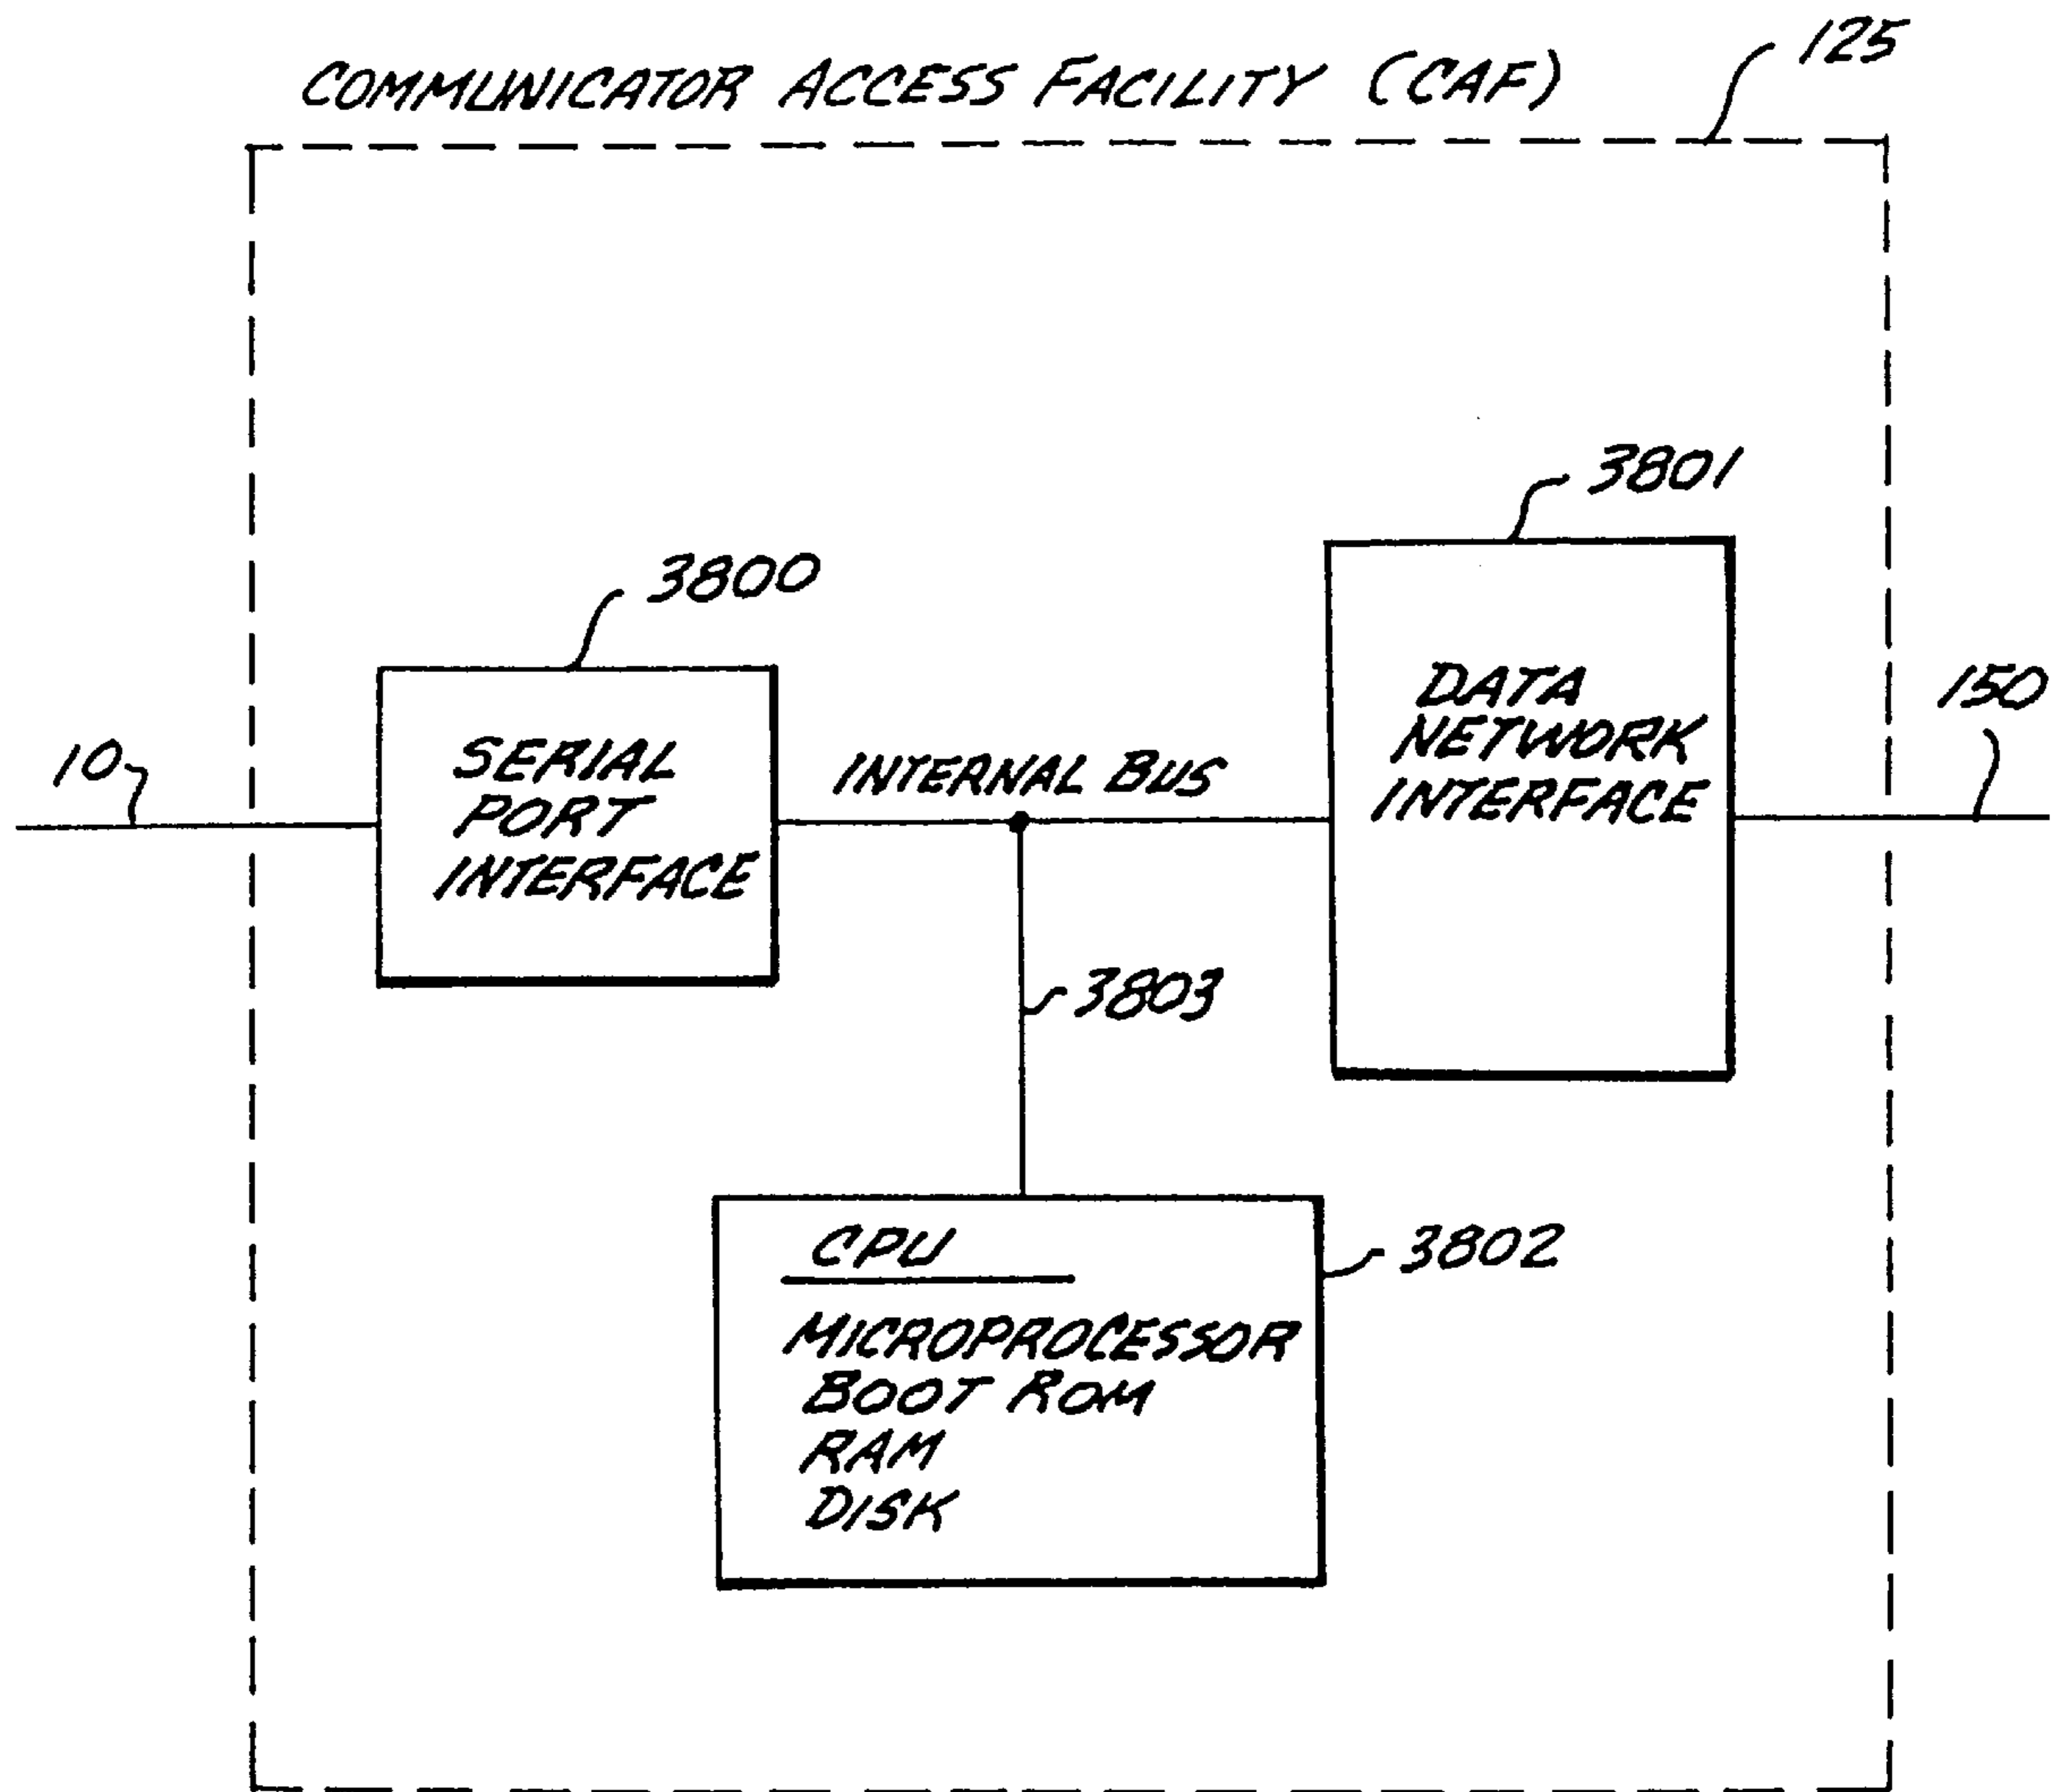 125
COMMUNICATOR ACCESS FACILITY (CAF)
3801
3800
150
10
SERIAL
PORT
INTERFACE
INTERNAL BUS
DATA
NETWORK
INTERFACE
3803
3802
CPU
MICROPROCESSOR
BOOT ROM
RAM
DISK